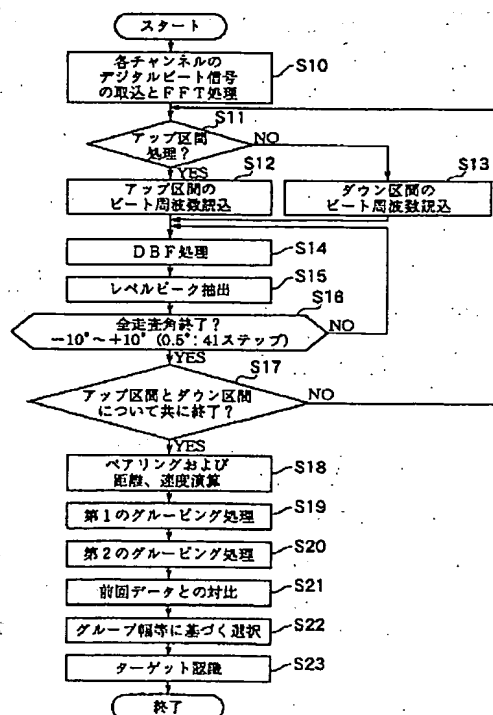 スタート
各チャンネルの
デジタルビート信号
の取込とFFT処理
S10
S11
アップ区間
処理？
NO
YES
S12
アップ区間の
ビート周波数読込
S13
ダウン区間の
ビート周波数読込
DBF処理
S14
レベルピーク抽出
S15
S16
全走査角終了？
−10°～+10°（0.5°：41ステップ）
NO
YES
S17
アップ区間とダウン区間
について共に終了？
NO
YES
ペアリングおよび
距離、速度演算
S18
第1のグルーピング処理
S19
第2のグルーピング処理
S20
前回データとの対比
S21
グループ幅等に基づく選択
S22
ターゲット認識
S23
終了